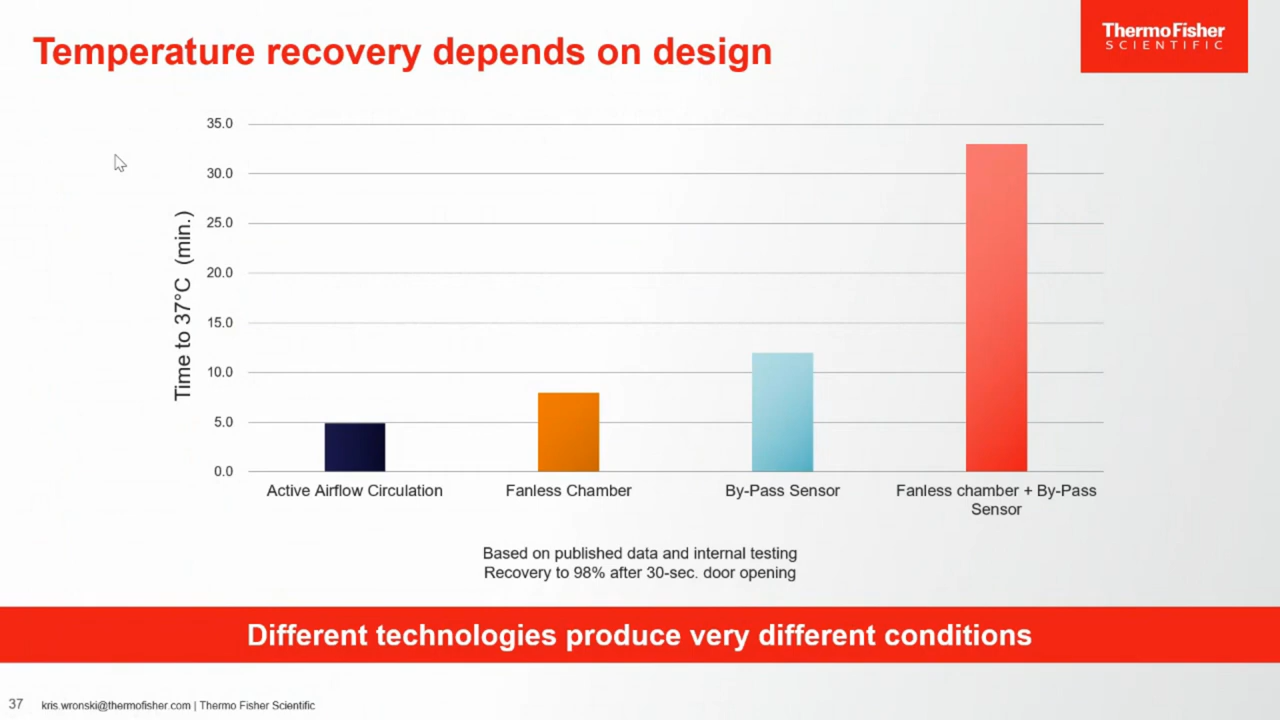 Temperature recovery depends on design
ThermoFisher
SCIENTIFIC
Time to 37°C (min.)
35.0
30.0
25.0
20.0
15.0
10.0
5.0
0.0
Active Airflow Circulation
Fanless Chamber
By-Pass Sensor
Fanless chamber + By-Pass
Sensor
Based on published data and internal testing
Recovery to 98% after 30-sec. door opening
Different technologies produce very different conditions
37 kris.wronski@thermofisher.com | Thermo Fisher Scientific